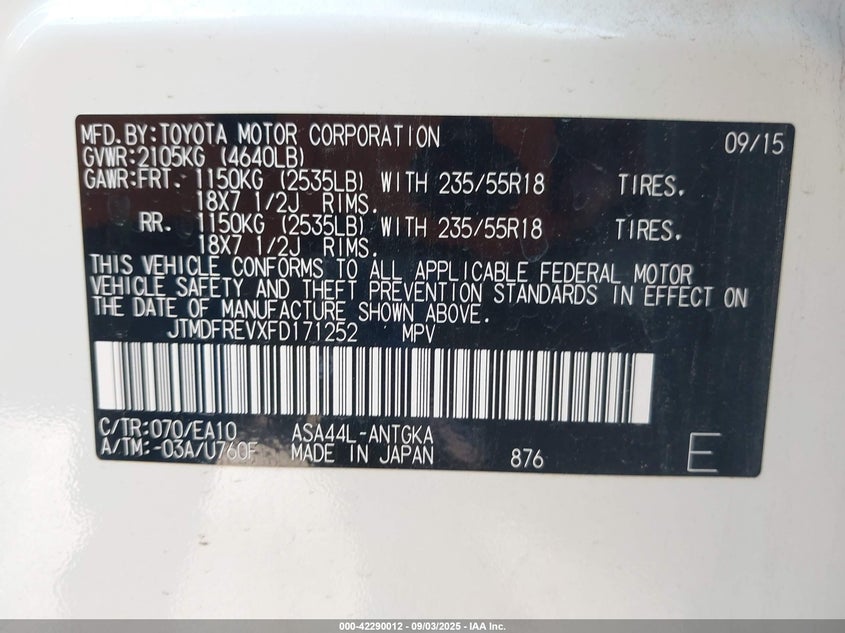 MFD.BY:TOYOTA MOTOR CORPORATION 09/15
GVWR:2105KG (4640LB)
GAWR:FRT. 1150KG (2535LB) WITH 235/55R18 TIRES.
18X7 1/2J RIMS.
RR. 1150KG (2535LB) WITH 235/55R18 TIRES.
18X7 1/2J RIMS.
THIS VEHICLE CONFORMS TO ALL APPLICABLE FEDERAL MOTOR
VEHICLE SAFETY AND THEFT PREVENTION STANDARDS IN EFFECT ON
THE DATE OF MANUFACTURE SHOWN ABOVE.
JTMDFREVXFD171252 MPV
C/TR:070/EA10 ASA44L-ANTGKA
A/TM:-03A/U760F MADE IN JAPAN 876 E
000-42290012 - 09/03/2025 - IAA Inc.